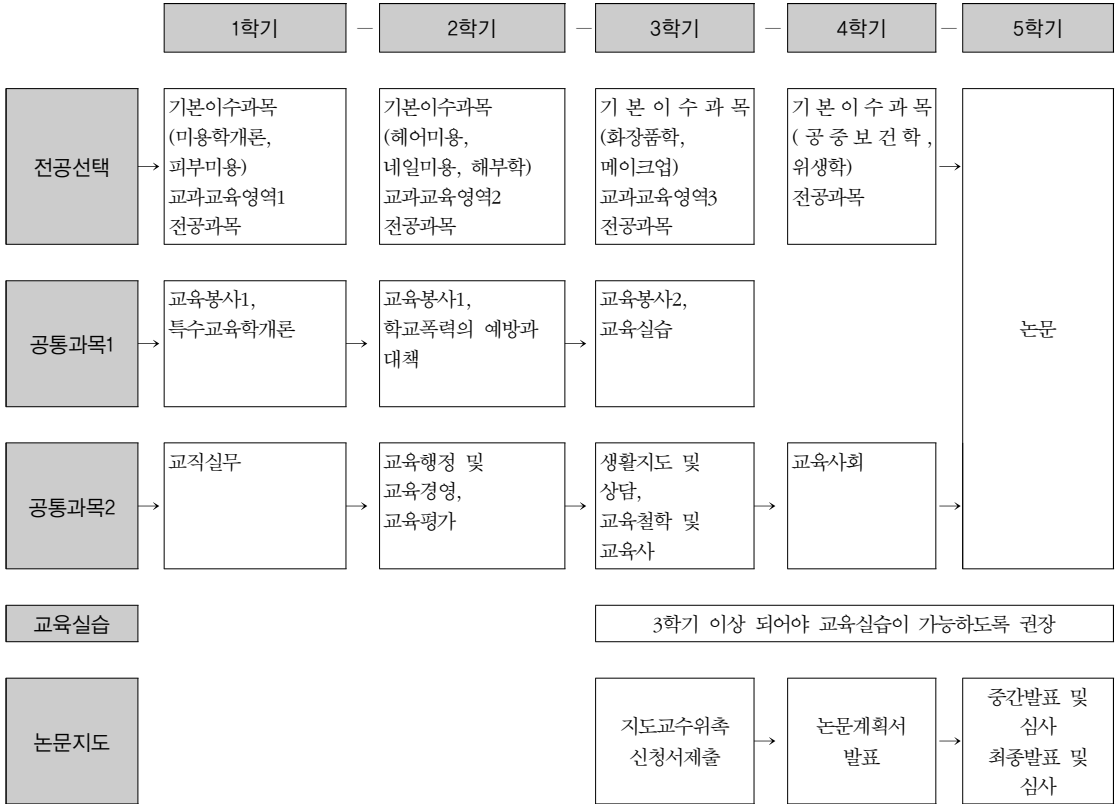 1학기 – 2학기 – 3학기 – 4학기 – 5학기
전공선택
→
기본이수과목
(미용학개론,
피부미용)
교과교육영역1
전공과목
기본이수과목
(헤어미용,
네일미용, 해부학)
교과교육영역2
전공과목
기본이수과목
(화장품학,
메이크업)
교과교육영역3
전공과목
기본이수과목
(공중보건학,
위생학)
전공과목
→
논문
공통과목1
→
교육봉사1,
특수교육학개론
→
교육봉사1,
학교폭력의 예방과
대책
→
교육봉사2,
교육실습
공통과목2
→
교직실무
→
교육행정 및
교육경영,
교육평가
→
생활지도 및
상담,
교육철학 및
교육사
→
교육사회
→
교육실습
3학기 이상 되어야 교육실습이 가능하도록 권장
논문지도
지도교수위촉
신청서제출
→
논문계획서
발표
→
중간발표 및
심사
최종발표 및
심사